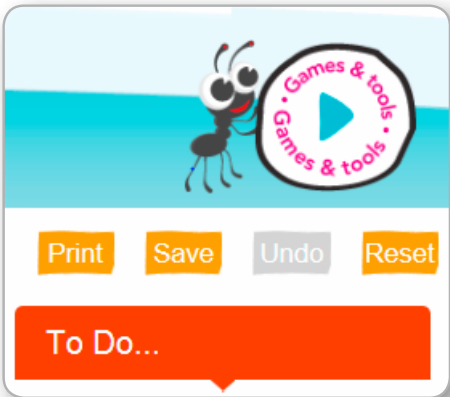 Games & tools • Games & tools •
Print Save Undo Reset
To Do...